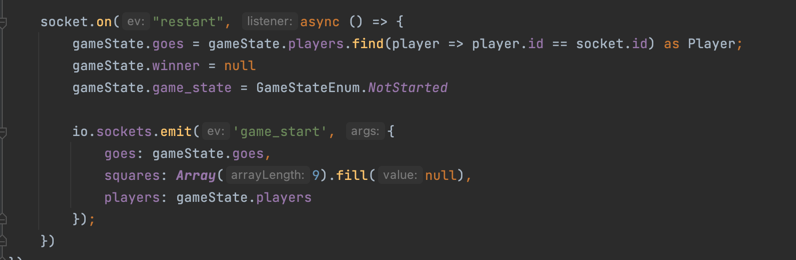 socket.on( ev: "restart", listener: async () => {
gameState.goes = gameState.players.find(player => player.id == socket.id) as Player;
gameState.winner = null
gameState.game_state = GameStateEnum.NotStarted
io.sockets.emit( ev: 'game_start', args: {
goes: gameState.goes,
squares: Array( arrayLength: 9).fill( value: null),
players: gameState.players
});
})